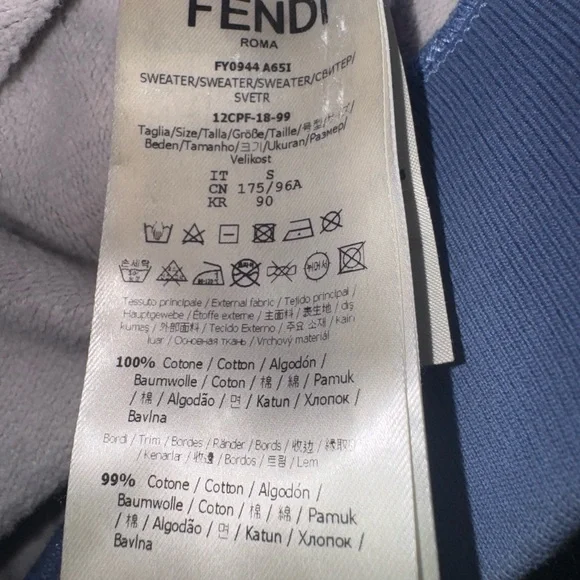 FENDI
ROMA
FY0944 A65I
SWEATER/SWEATER/SWEATER/СВИТЕР/
SVETR
12CPF-18-99
Taglia/Size/Talla/Größe/Taille/
Beden/Tamanho/크기/Ukuran/Размер/
Velikost
IT S
CN 175/96A
KR 90
손세탁
Tessuto principale / External fabric / Tejido principal /
Hauptgewebe / Étoffe externe / 主面料 / 表生地 / dış
kumaş / 外部面料 / Tecido Externo / 주요 소재 / Kain
luar / Основная ткань / Vrchový materiál
100% Cotone / Cotton / Algodón /
Baumwolle / Coton / 棉 / 綿 / Pamuk
/ 棉 / Algodão / 면 / Katun / Хлопок /
Bavlna
Bordi / Trim / Bordes / Ränder / Bords / 收边 / 縁取り
/ Kenarlar / 收邊 / Bordos / 트림 / Lem
99% Cotone / Cotton / Algodón /
Baumwolle / Coton / 棉 / 綿 / Pamuk
/ 棉 / Algodão / 면 / Katun / Хлопок /
Bavlna